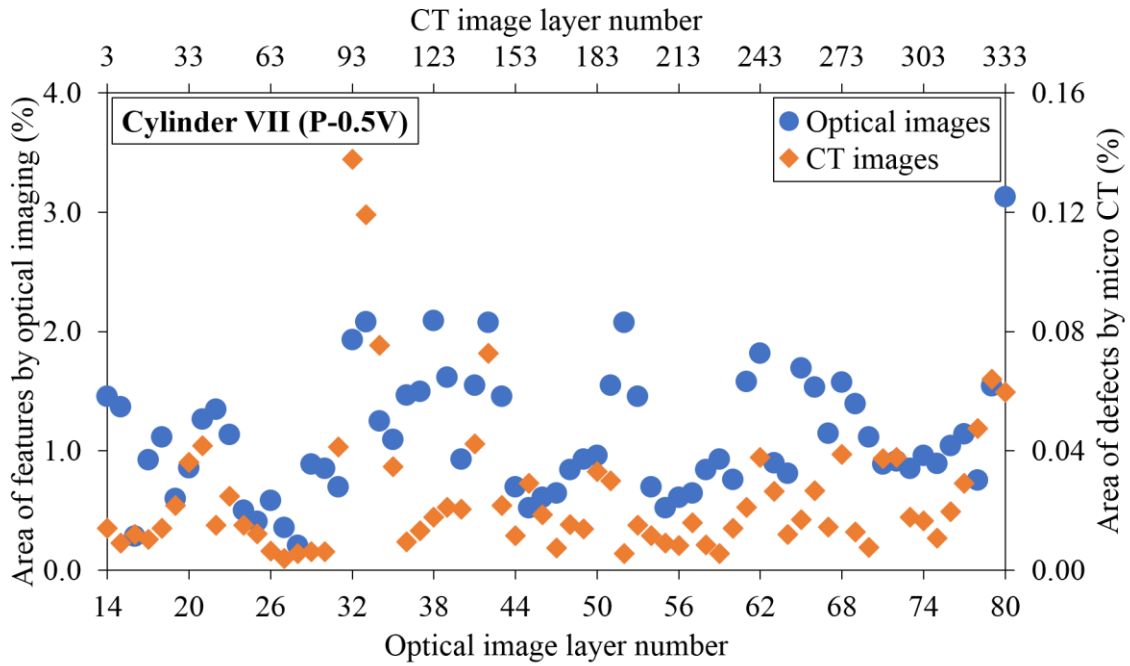 CT image layer number
3 33 63 93 123 153 183 213 243 273 303 333
4.0
3.0
2.0
1.0
0.0
Area of features by optical imaging (%)
Cylinder VII (P-0.5V)
Optical images
CT images
0.16
0.12
0.08
0.04
0.00
Area of defects by micro CT (%)
14 20 26 32 38 44 50 56 62 68 74 80
Optical image layer number